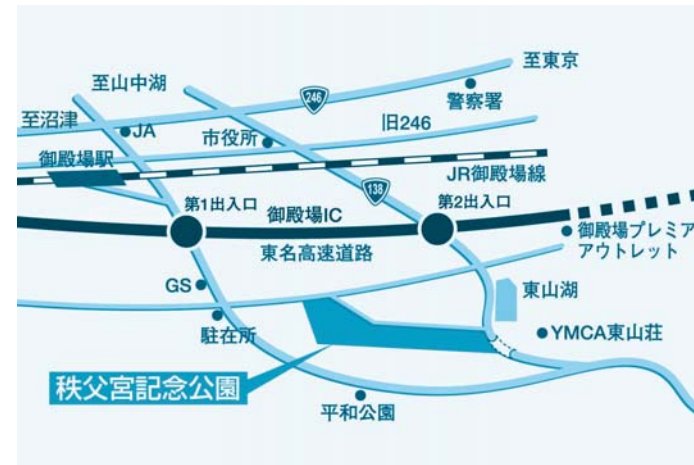 至東京
至山中湖
246
警察署
至沼津
JA
市役所
旧246
御殿場駅
JR御殿場線
138
第1出入口
御殿場IC
第2出入口
東名高速道路
御殿場プレミア
アウトレット
GS
東山湖
駐在所
YMCA東山荘
秩父宮記念公園
平和公園